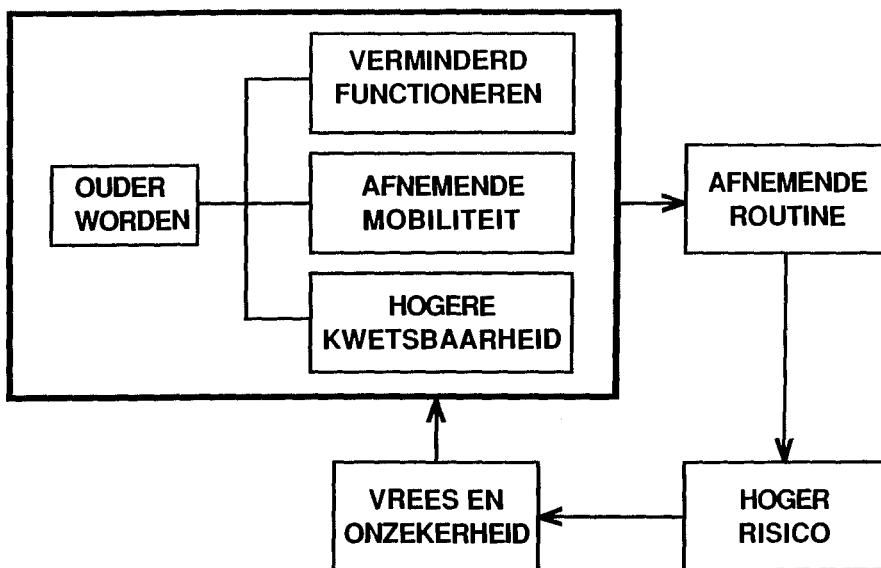 VERMINDERD
FUNCTIONEREN
OUDER
WORDEN
AFNEMENDE
MOBILITEIT
HOGERE
KWETSBAARHEID
AFNEMENDE
ROUTINE
HOGER
RISICO
VREES EN
ONZEKERHEID